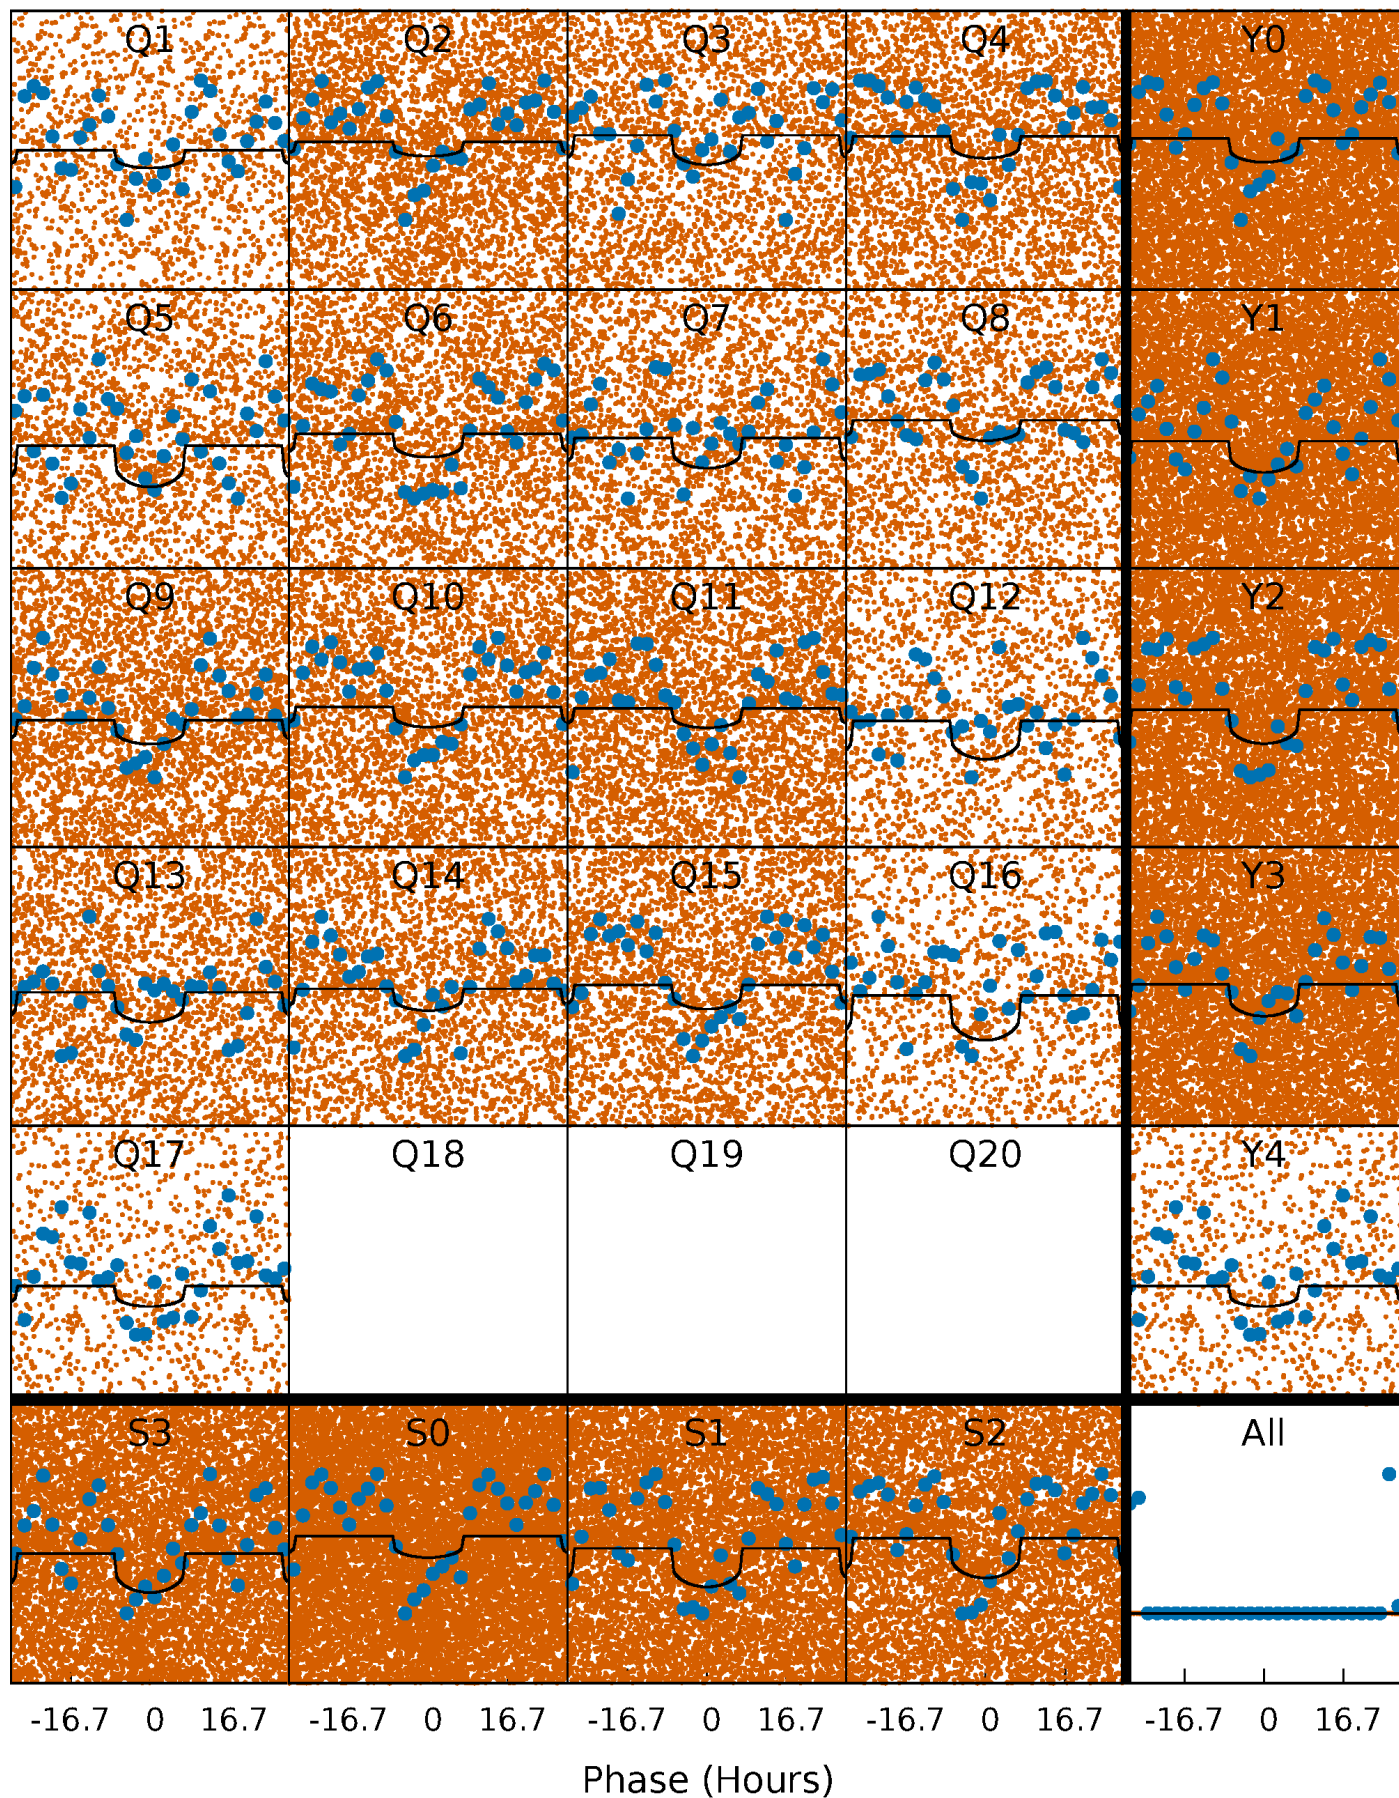 Q1 Q2 Q3 Q4 Y0
Q5 Q6 Q7 Q8 Y1
Q9 Q10 Q11 Q12 Y2
Q13 Q14 Q15 Q16 Y3
Q17 Q18 Q19 Q20 Y4
S3 S0 S1 S2 All
-16.7 0 16.7 -16.7 0 16.7 -16.7 0 16.7 -16.7 0 16.7 -16.7 0 16.7
Phase (Hours)